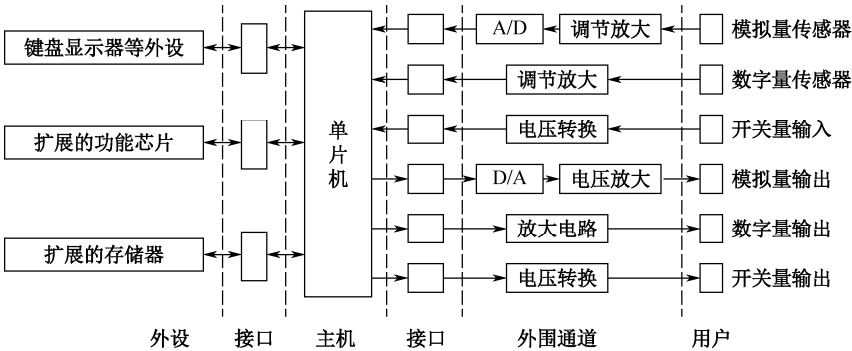 键盘显示器等外设
扩展的功能芯片
扩展的存储器
单片机
A/D 调节放大 模拟量传感器
调节放大 数字量传感器
电压转换 开关量输入
D/A 电压放大 模拟量输出
放大电路 数字量输出
电压转换 开关量输出
外设 接口 主机 接口 外围通道 用户